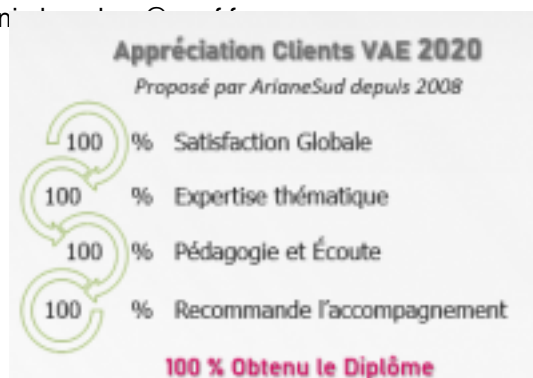 Appréciation Clients VAE 2020
Proposé par ArianeSud depuis 2008
100 % Satisfaction Globale
100 % Expertise thématique
100 % Pédagogie et Écoute
100 % Recommande l'accompagnement
100 % Obtenu le Diplôme